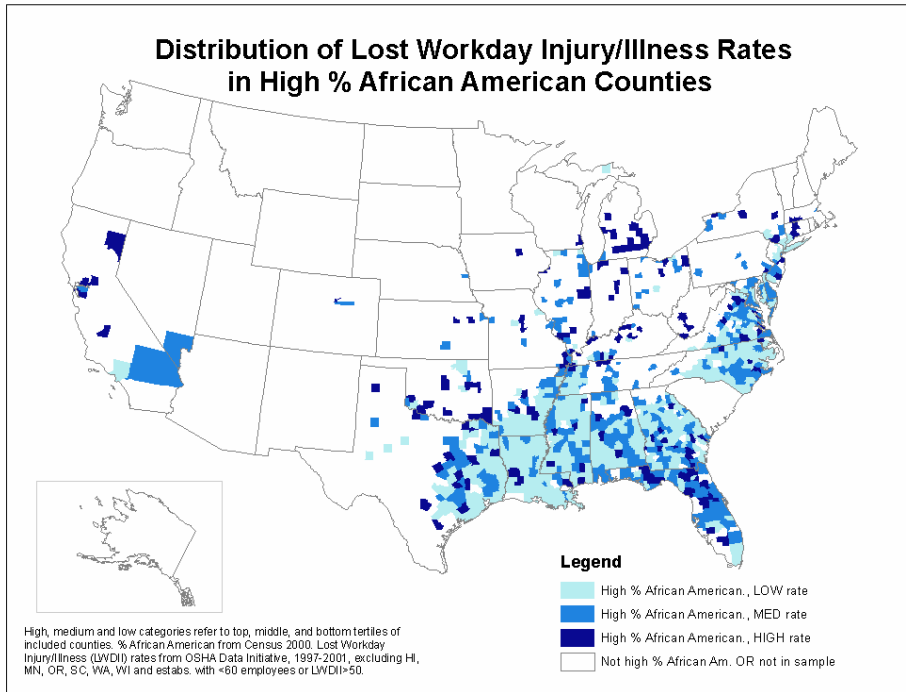 Distribution of Lost Workday Injury/Illness Rates
in High % African American Counties
Legend
High % African American., LOW rate
High % African American., MED rate
High % African American., HIGH rate
Not high % African Am. OR not in sample
High, medium and low categories refer to top, middle, and bottom tertiles of
included counties. % African American from Census 2000. Lost Workday
Injury/Illness (LWDII) rates from OSHA Data Initiative, 1997-2001, excluding HI,
MN, OR, SC, WA, WI and estabs. with <60 employees or LWDII>50.